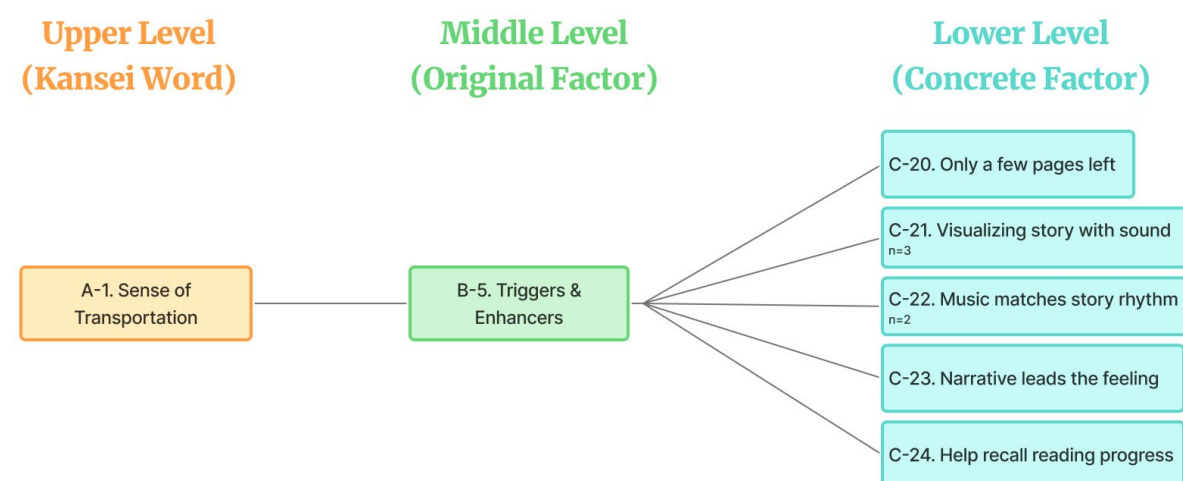 Upper Level
(Kansei Word)
Middle Level
(Original Factor)
Lower Level
(Concrete Factor)
A-1. Sense of
Transportation
B-5. Triggers &
Enhancers
C-20. Only a few pages left
C-21. Visualizing story with sound
n=3
C-22. Music matches story rhythm
n=2
C-23. Narrative leads the feeling
C-24. Help recall reading progress